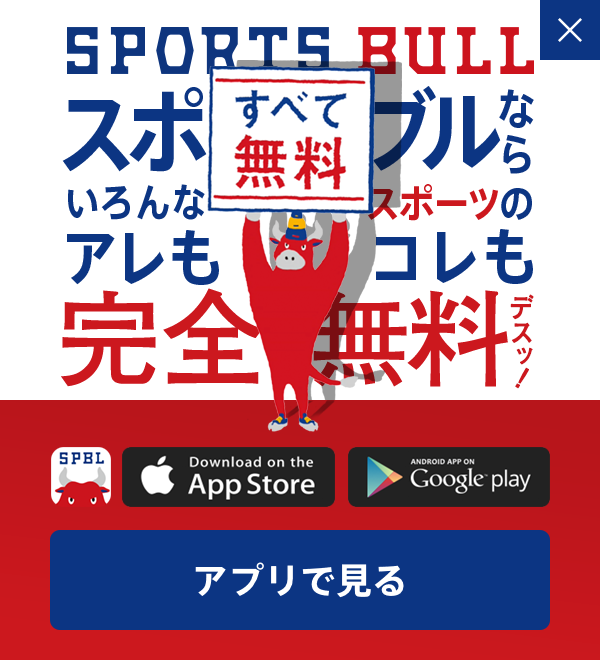 SPORTS BULL
スポブルなら
すべて
無料
いろんなスポーツの
アレもコレも
完全無料デスッ!
SPBL
Download on the
App Store
ANDROID APP ON
Google play
アプリで見る